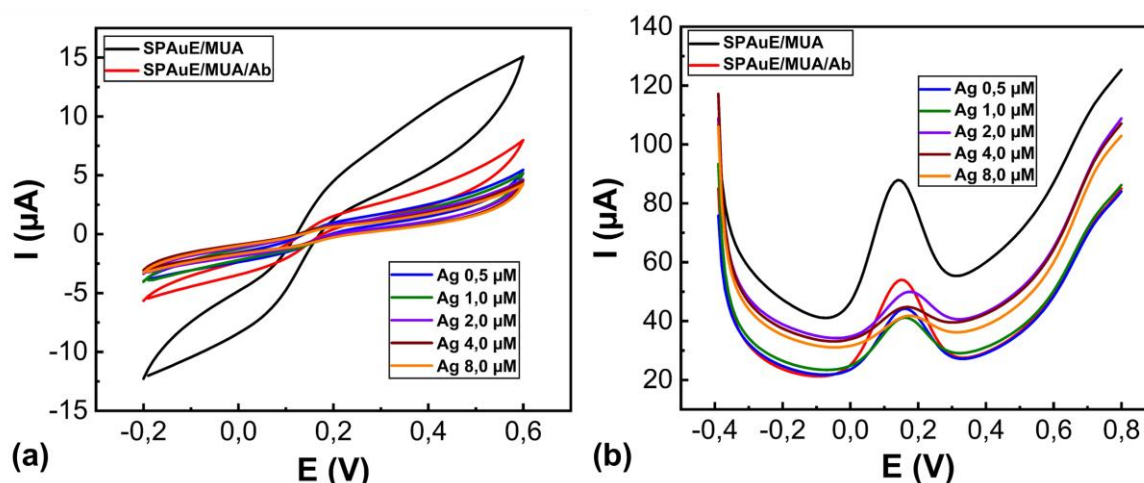 SPAuE/MUA
SPAuE/MUA/Ab
15
10
5
0
-5
-10
-15
I (µA)
Ag 0,5 µM
Ag 1,0 µM
Ag 2,0 µM
Ag 4,0 µM
Ag 8,0 µM
-0,2
0,0
0,2
0,4
0,6
E (V)
(a)
SPAuE/MUA
SPAuE/MUA/Ab
140
120
100
80
60
40
20
I (µA)
Ag 0,5 µM
Ag 1,0 µM
Ag 2,0 µM
Ag 4,0 µM
Ag 8,0 µM
-0,4
-0,2
0,0
0,2
0,4
0,6
0,8
E (V)
(b)